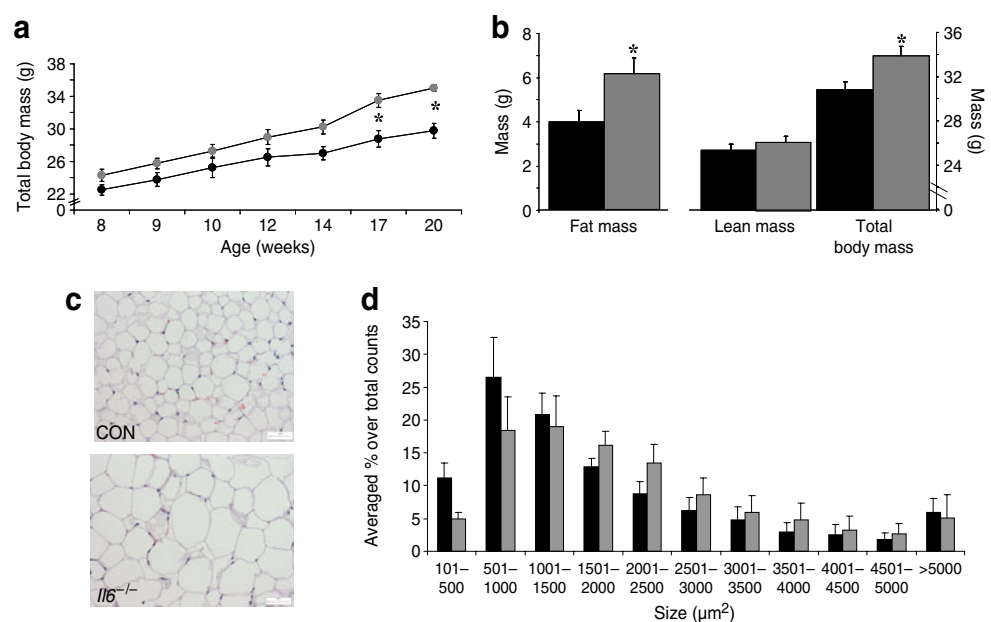 a
Total body mass (g)
38
34
30
26
22
0
*
*
8 9 10 12 14 17 20
Age (weeks)
b
Mass (g)
8
6
4
2
0
*
*
36
32
28
24
0
Mass (g)
Fat mass
Lean mass
Total
body mass
c
CON
Il6−/−
d
Averaged % over total counts
35
30
25
20
15
10
5
0
101–
500
501–
1000
1001–
1500
1501–
2000
2001–
2500
2501–
3000
3001–
3500
3501–
4000
4001–
4500
4501–
5000
>5000
Size (µm²)